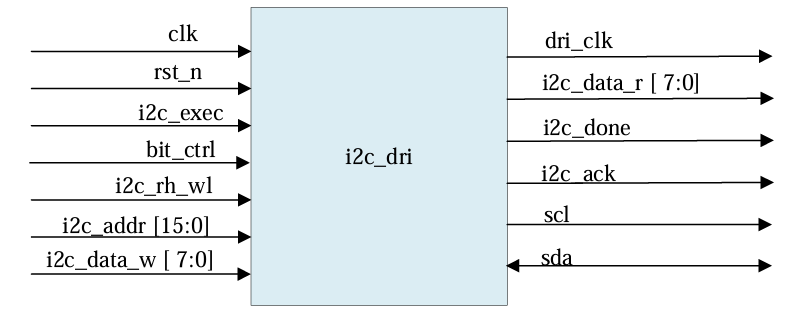 clk
rst_n
i2c_exec
bit_ctrl
i2c_rh_wl
i2c_addr [15:0]
i2c_data_w [ 7:0]
i2c_dri
dri_clk
i2c_data_r [ 7:0]
i2c_done
i2c_ack
scl
sda